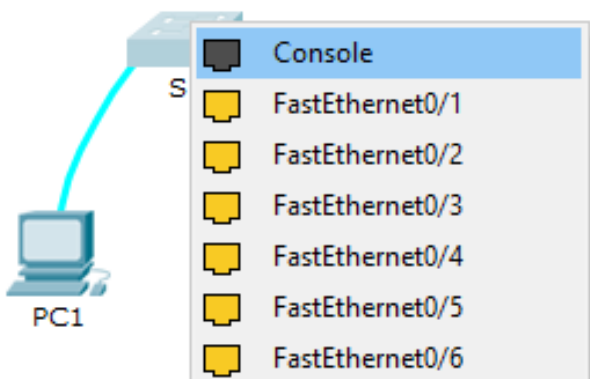 Console
S
FastEthernet0/1
FastEthernet0/2
FastEthernet0/3
FastEthernet0/4
FastEthernet0/5
PC1
FastEthernet0/6